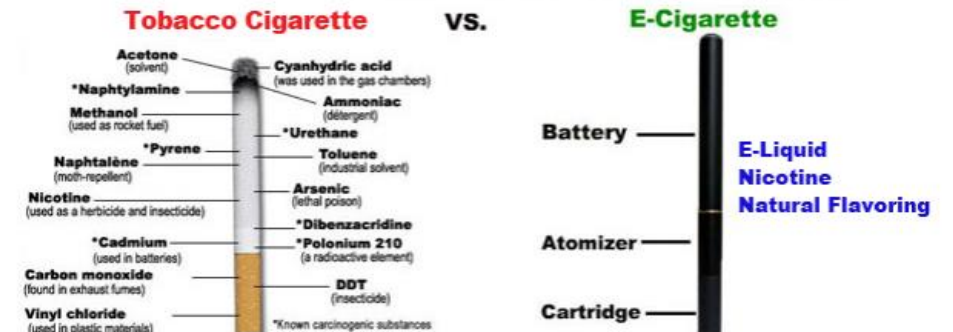 Tobacco Cigarette
vs.
E-Cigarette
Acetone
(solvent)
Cyanhydric acid
(was used in the gas chambers)
*Naphtylamine
Ammoniac
(détergent)
Methanol
(used as rocket fuel)
*Urethane
*Pyrene
Toluene
(industrial solvent)
Naphtalène
(moth-repellent)
Arsenic
(lethal poison)
Nicotine
(used as a herbicide and insecticide)
*Dibenzacridine
*Cadmium
(used in batteries)
*Polonium 210
(a radioactive element)
Carbon monoxide
(found in exhaust fumes)
DDT
(insecticide)
Vinyl chloride
(used in plastic materials)
*Known carcinogenic substances
Battery
E-Liquid
Nicotine
Natural Flavoring
Atomizer
Cartridge